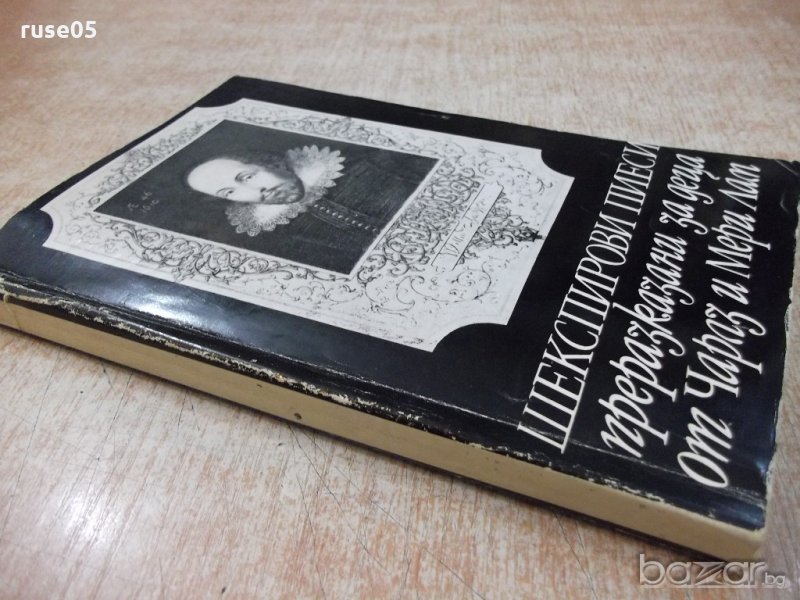 ruse05
ШЕКСПИРОВИ ПИЕСИ
преразказани за деца
от Чарлз и Мери Лам
bazar.bg